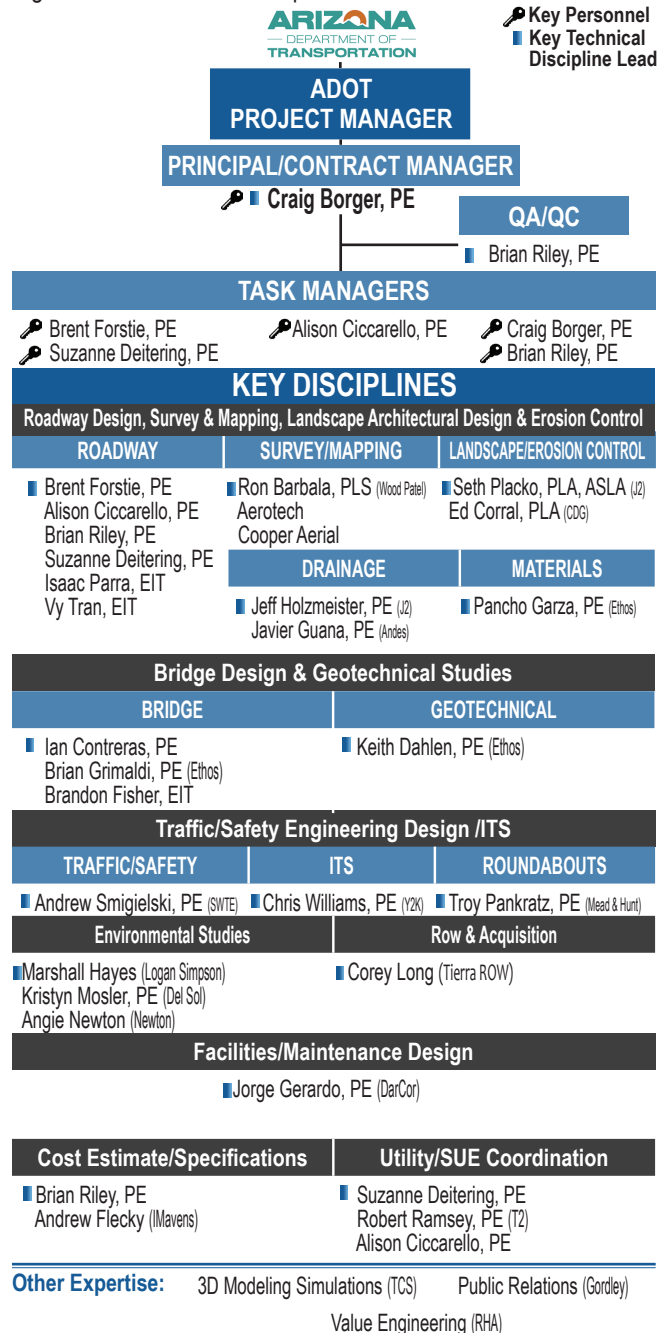 ARIZONA
DEPARTMENT OF
TRANSPORTATION
Key Personnel
Key Technical
Discipline Lead
ADOT
PROJECT MANAGER
PRINCIPAL/CONTRACT MANAGER
Craig Borger, PE
QA/QC
Brian Riley, PE
TASK MANAGERS
Brent Forstie, PE
Suzanne Deitering, PE
Alison Ciccarello, PE
Craig Borger, PE
Brian Riley, PE
KEY DISCIPLINES
Roadway Design, Survey & Mapping, Landscape Architectural Design & Erosion Control
ROADWAY
Brent Forstie, PE
Alison Ciccarello, PE
Brian Riley, PE
Suzanne Deitering, PE
Isaac Parra, EIT
Vy Tran, EIT
SURVEY/MAPPING
Ron Barbala, PLS (Wood Patel)
Aerotech
Cooper Aerial
LANDSCAPE/EROSION CONTROL
Seth Placko, PLA, ASLA (J2)
Ed Corral, PLA (CDG)
DRAINAGE
Jeff Holzmeister, PE (J2)
Javier Guana, PE (Andes)
MATERIALS
Pancho Garza, PE (Ethos)
Bridge Design & Geotechnical Studies
BRIDGE
Ian Contreras, PE
Brian Grimaldi, PE (Ethos)
Brandon Fisher, EIT
GEOTECHNICAL
Keith Dahlen, PE (Ethos)
Traffic/Safety Engineering Design /ITS
TRAFFIC/SAFETY
Andrew Smigielski, PE (SWTE)
ITS
Chris Williams, PE (Y2K)
ROUNDABOUTS
Troy Pankratz, PE (Mead & Hunt)
Environmental Studies
Marshall Hayes (Logan Simpson)
Kristyn Mosler, PE (Del Sol)
Angie Newton (Newton)
Row & Acquisition
Corey Long (Tierra ROW)
Facilities/Maintenance Design
Jorge Gerardo, PE (DarCor)
Cost Estimate/Specifications
Brian Riley, PE
Andrew Flecky (IMavens)
Utility/SUE Coordination
Suzanne Deitering, PE
Robert Ramsey, PE (T2)
Alison Ciccarello, PE
Other Expertise:
3D Modeling Simulations (TCS)
Public Relations (Gordley)
Value Engineering (RHA)